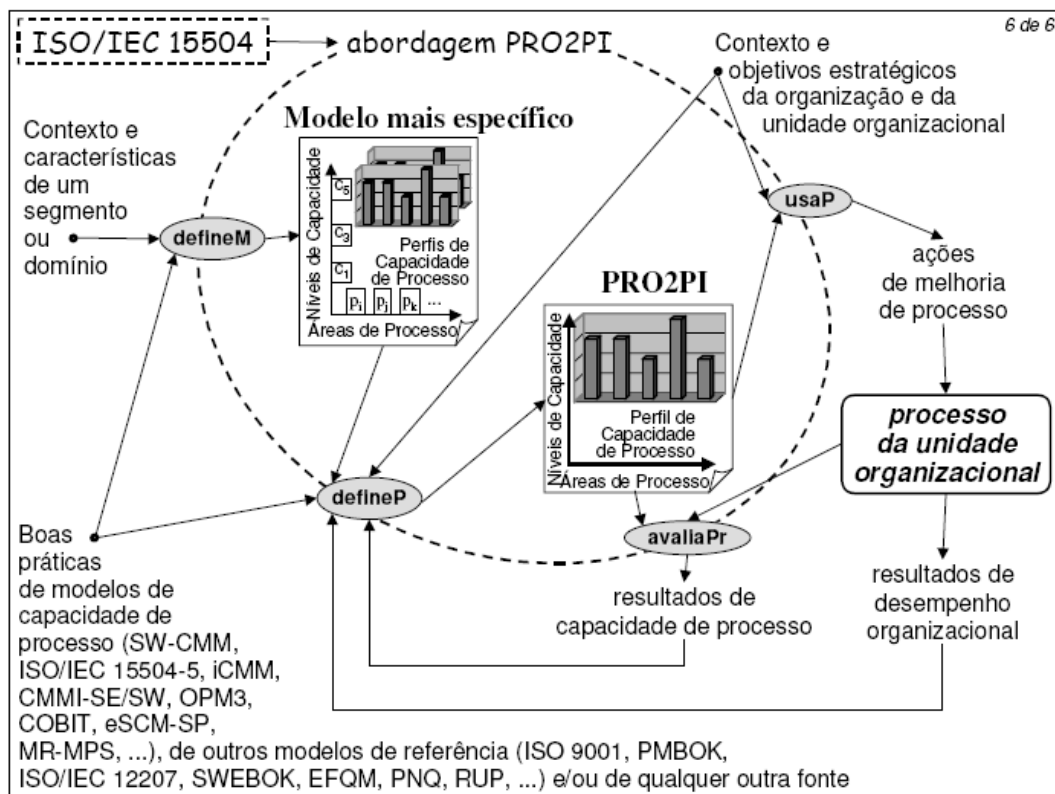 6 de 6
ISO/IEC 15504
abordagem PRO2PI
Contexto e
objetivos estratégicos
da organização e da
unidade organizacional
Contexto e
características
de um
segmento
ou
domínio
defineM
Modelo mais específico
Níveis de Capacidade
C5
C3
C1
Perfis de
Capacidade
de Processo
pi pj pk ...
Áreas de Processo
usaP
ações
de melhoria
de processo
PRO2PI
Níveis de Capacidade
Perfil de
Capacidade
de Processo
Áreas de Processo
processo
da unidade
organizacional
defineP
avaliaPr
resultados de
capacidade de processo
resultados de
desempenho
organizacional
Boas
práticas
de modelos de
capacidade de
processo (SW-CMM,
ISO/IEC 15504-5, iCMM,
CMMI-SE/SW, OPM3,
COBIT, eSCM-SP,
MR-MPS, ...), de outros modelos de referência (ISO 9001, PMBOK,
ISO/IEC 12207, SWEBOK, EFQM, PNQ, RUP, ...) e/ou de qualquer outra fonte